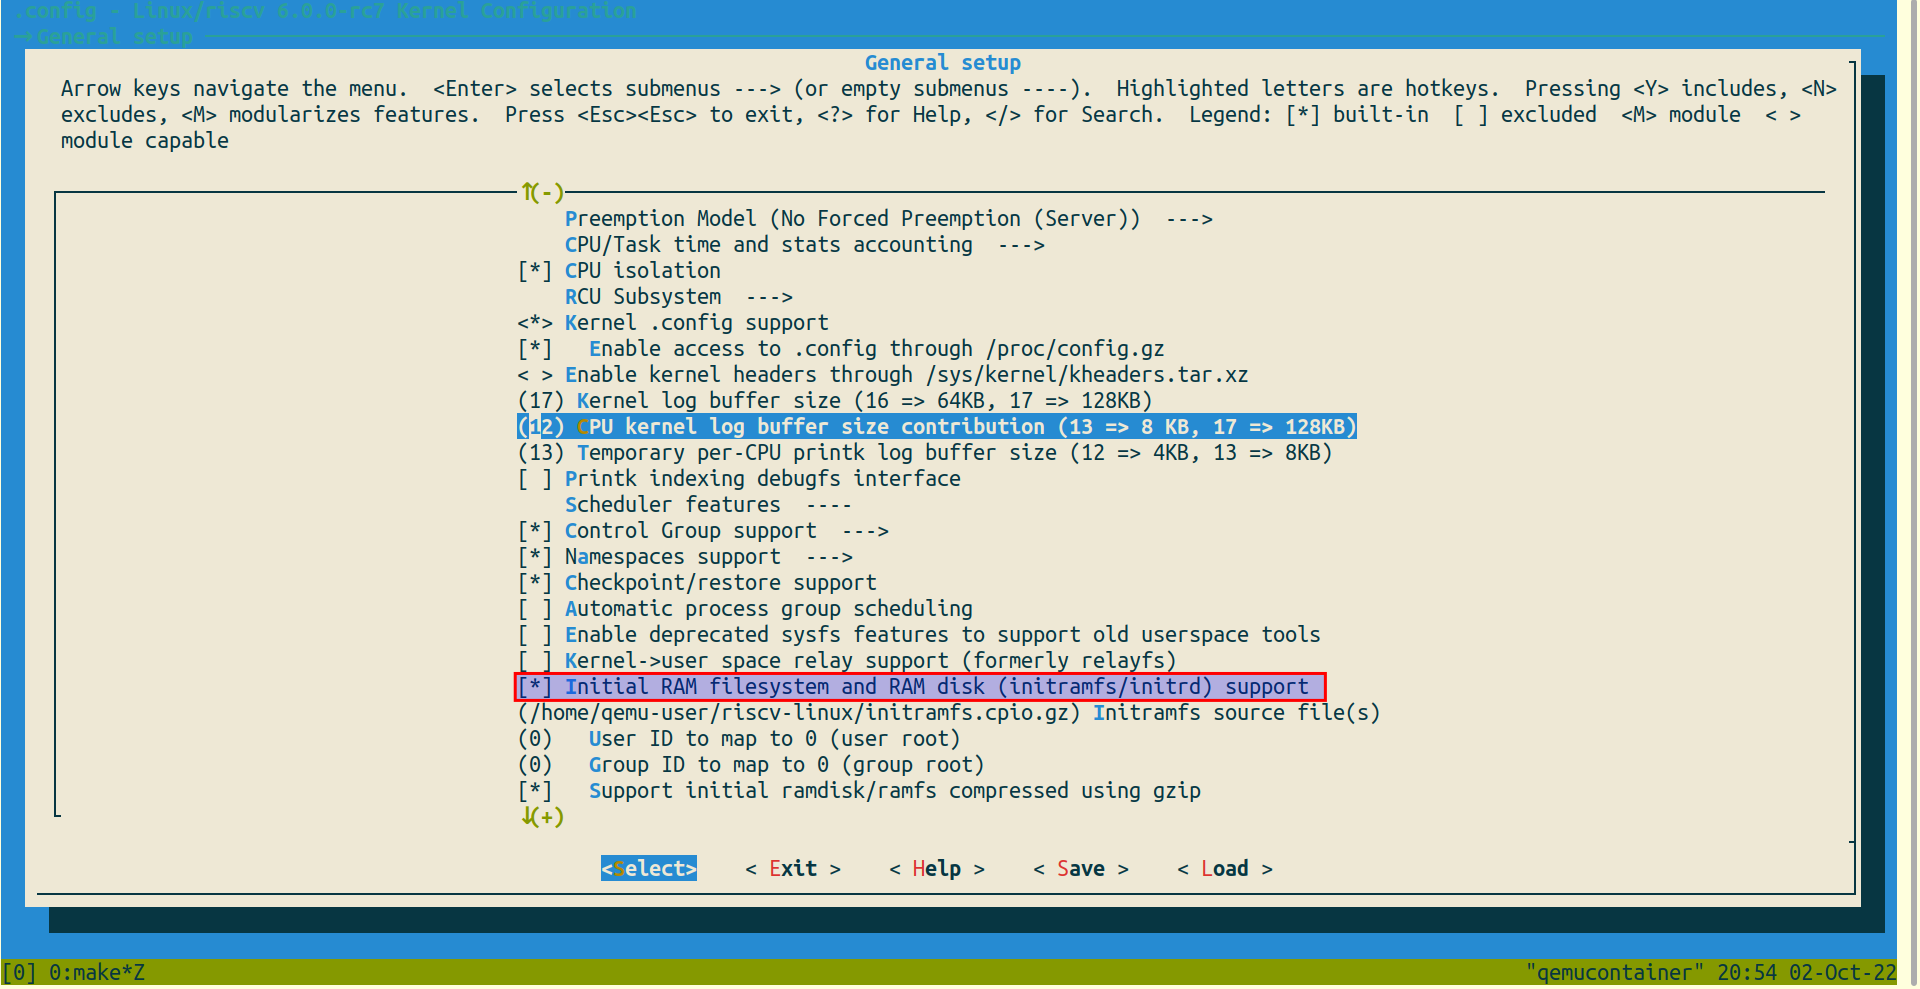 .config - Linux/riscv 6.0.0-rc7 Kernel Configuration
→ General setup
General setup
Arrow keys navigate the menu.  <Enter> selects submenus ---> (or empty submenus ----).  Highlighted letters are hotkeys.  Pressing <Y> includes, <N>
excludes, <M> modularizes features.  Press <Esc><Esc> to exit, <?> for Help, </> for Search.  Legend: [*] built-in  [ ] excluded  <M> module  < >
module capable
↑(-)
Preemption Model (No Forced Preemption (Server))  --->
CPU/Task time and stats accounting  --->
[*] CPU isolation
RCU Subsystem  --->
<*> Kernel .config support
[*]   Enable access to .config through /proc/config.gz
< > Enable kernel headers through /sys/kernel/kheaders.tar.xz
(17) Kernel log buffer size (16 => 64KB, 17 => 128KB)
(12) CPU kernel log buffer size contribution (13 => 8 KB, 17 => 128KB)
(13) Temporary per-CPU printk log buffer size (12 => 4KB, 13 => 8KB)
[ ] Printk indexing debugfs interface
Scheduler features  ----
[*] Control Group support  --->
[*] Namespaces support  --->
[*] Checkpoint/restore support
[ ] Automatic process group scheduling
[ ] Enable deprecated sysfs features to support old userspace tools
[ ] Kernel->user space relay support (formerly relayfs)
[*] Initial RAM filesystem and RAM disk (initramfs/initrd) support
(/home/qemu-user/riscv-linux/initramfs.cpio.gz) Initramfs source file(s)
(0)   User ID to map to 0 (user root)
(0)   Group ID to map to 0 (group root)
[*]   Support initial ramdisk/ramfs compressed using gzip
↓(+)
<Select>    < Exit >    < Help >    < Save >    < Load >
[0] 0:make*Z    "qemucontainer" 20:54 02-Oct-22